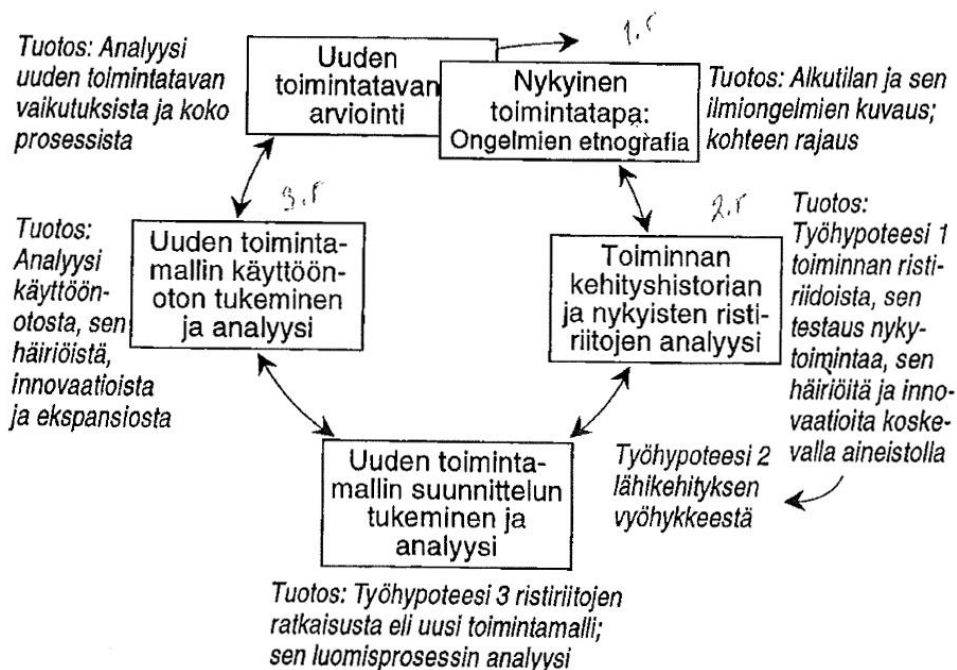 Tuotos: Analyysi
uuden toimintatavan
vaikutuksista ja koko
prosessista
Uuden
toimintatavan
arviointi
1.r
Nykyinen
toimintatapa:
Ongelmien etnografia
Tuotos: Alkutilan ja sen
ilmiongelmien kuvaus;
kohteen rajaus
2.r
Toiminnan
kehityshistorian
ja nykyisten risti-
riitojen analyysi
Tuotos:
Työhypoteesi 1
toiminnan risti-
riidoista, sen
testaus nyky-
toimintaa, sen
häiriöitä ja inno-
vaatioita koske-
valla aineistolla
Työhypoteesi 2
lähikehityksen
vyöhykkeestä
Uuden toiminta-
mallin suunnittelun
tukeminen ja
analyysi
Tuotos: Työhypoteesi 3 ristiriitojen
ratkaisusta eli uusi toimintamalli;
sen luomisprosessin analyysi
3.r
Uuden toiminta-
mallin käyttöön-
oton tukeminen
ja analyysi
Tuotos:
Analyysi
käyttöön-
otosta, sen
häiriöistä,
innovaatioista
ja ekspansiosta